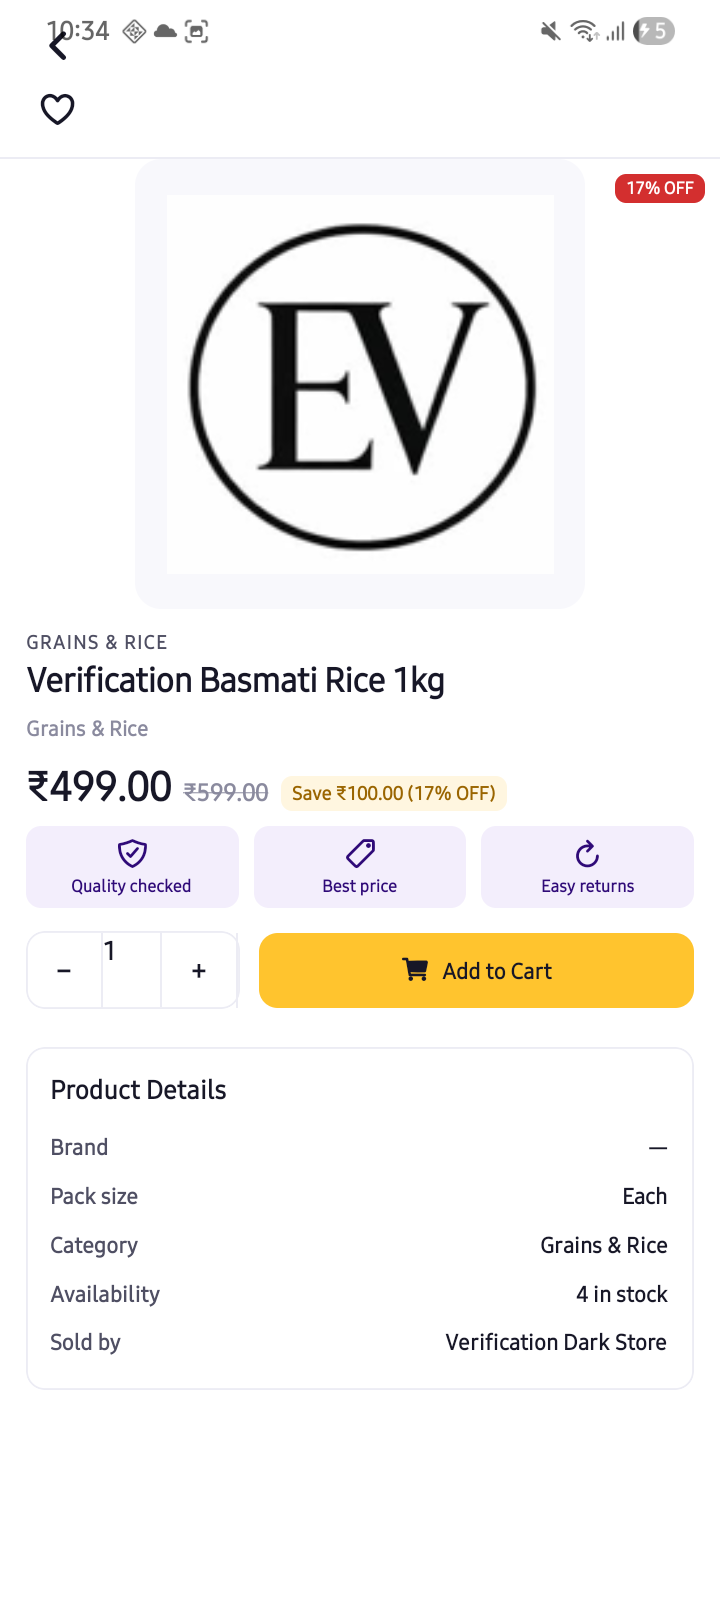 10:34
5
17% OFF
EV
GRAINS & RICE
Verification Basmati Rice 1kg
Grains & Rice
₹499.00 ₹599.00 Save ₹100.00 (17% OFF)
Quality checked Best price Easy returns
− 1 + Add to Cart
Product Details
Brand —
Pack size Each
Category Grains & Rice
Availability 4 in stock
Sold by Verification Dark Store